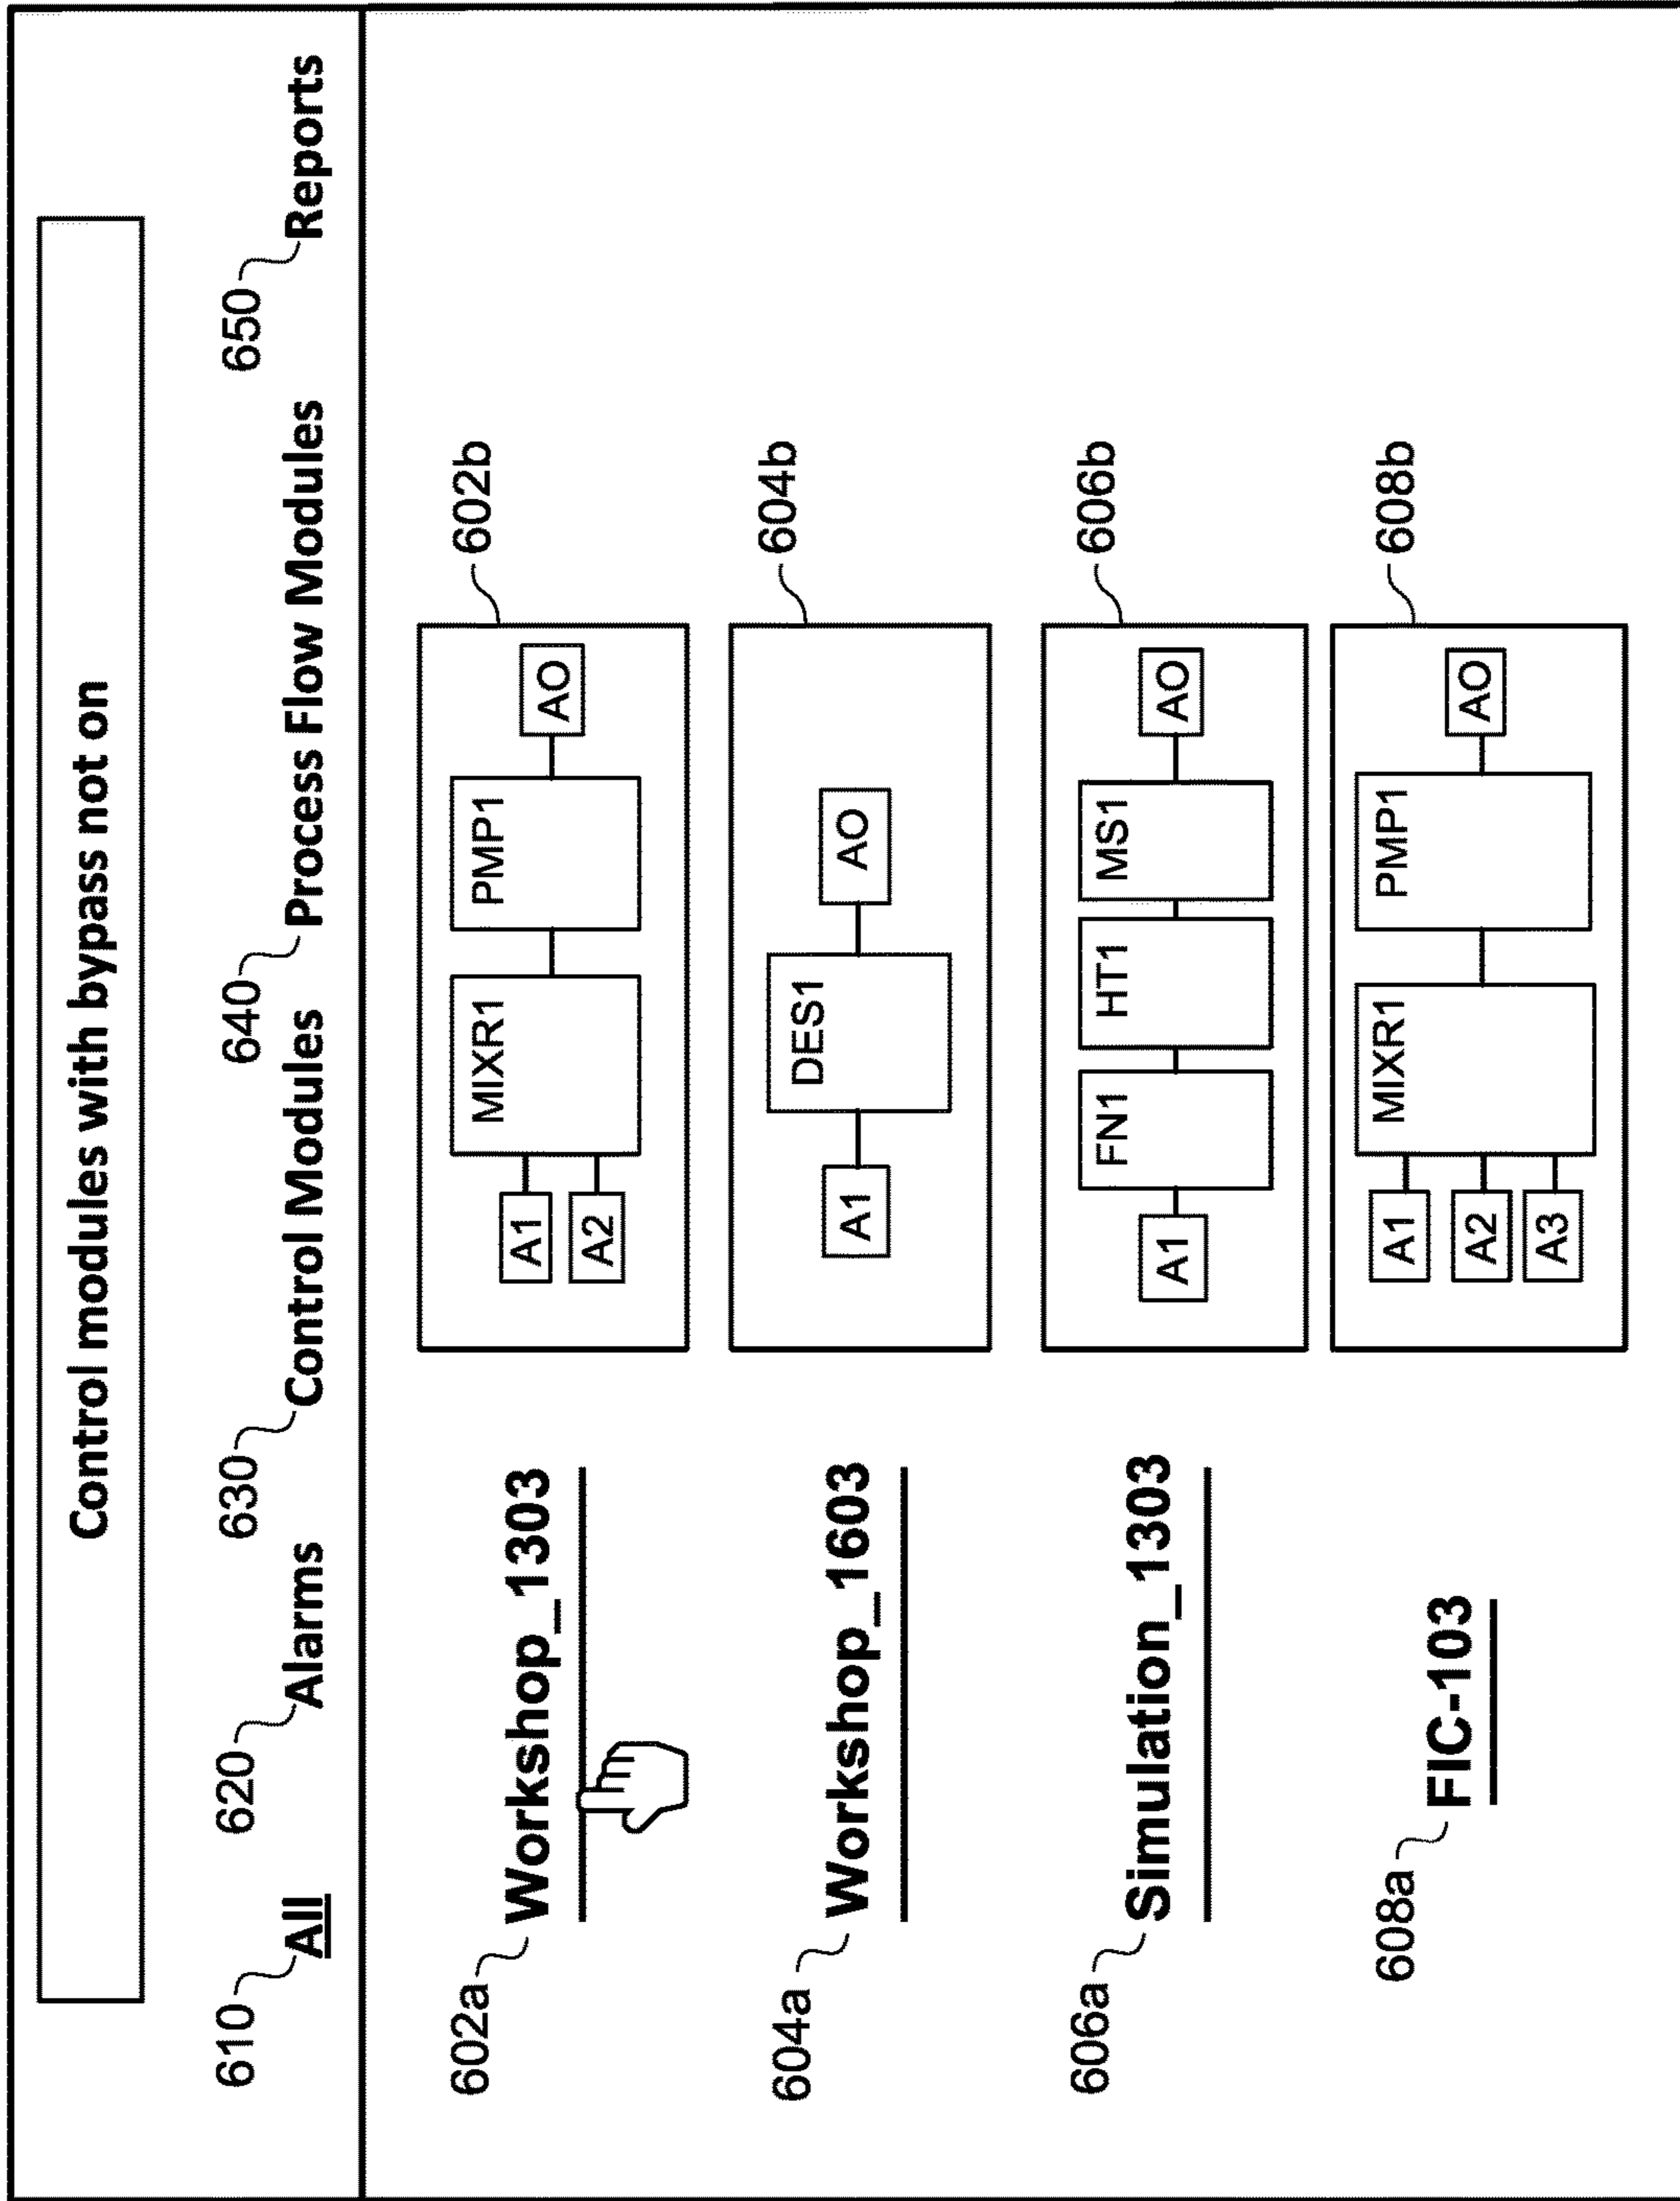 Control modules with bypass not on
610 620 630 640 650
All Alarms Control Modules Process Flow Modules Reports
602a Workshop_1303 602b
A1 A2 MIXR1 PMP1 AO
604a Workshop_1603 604b
A1 DES1 AO
606a Simulation_1303 606b
A1 FN1 HT1 MS1 AO
608a FIC-103 608b
A1 A2 A3 MIXR1 PMP1 AO